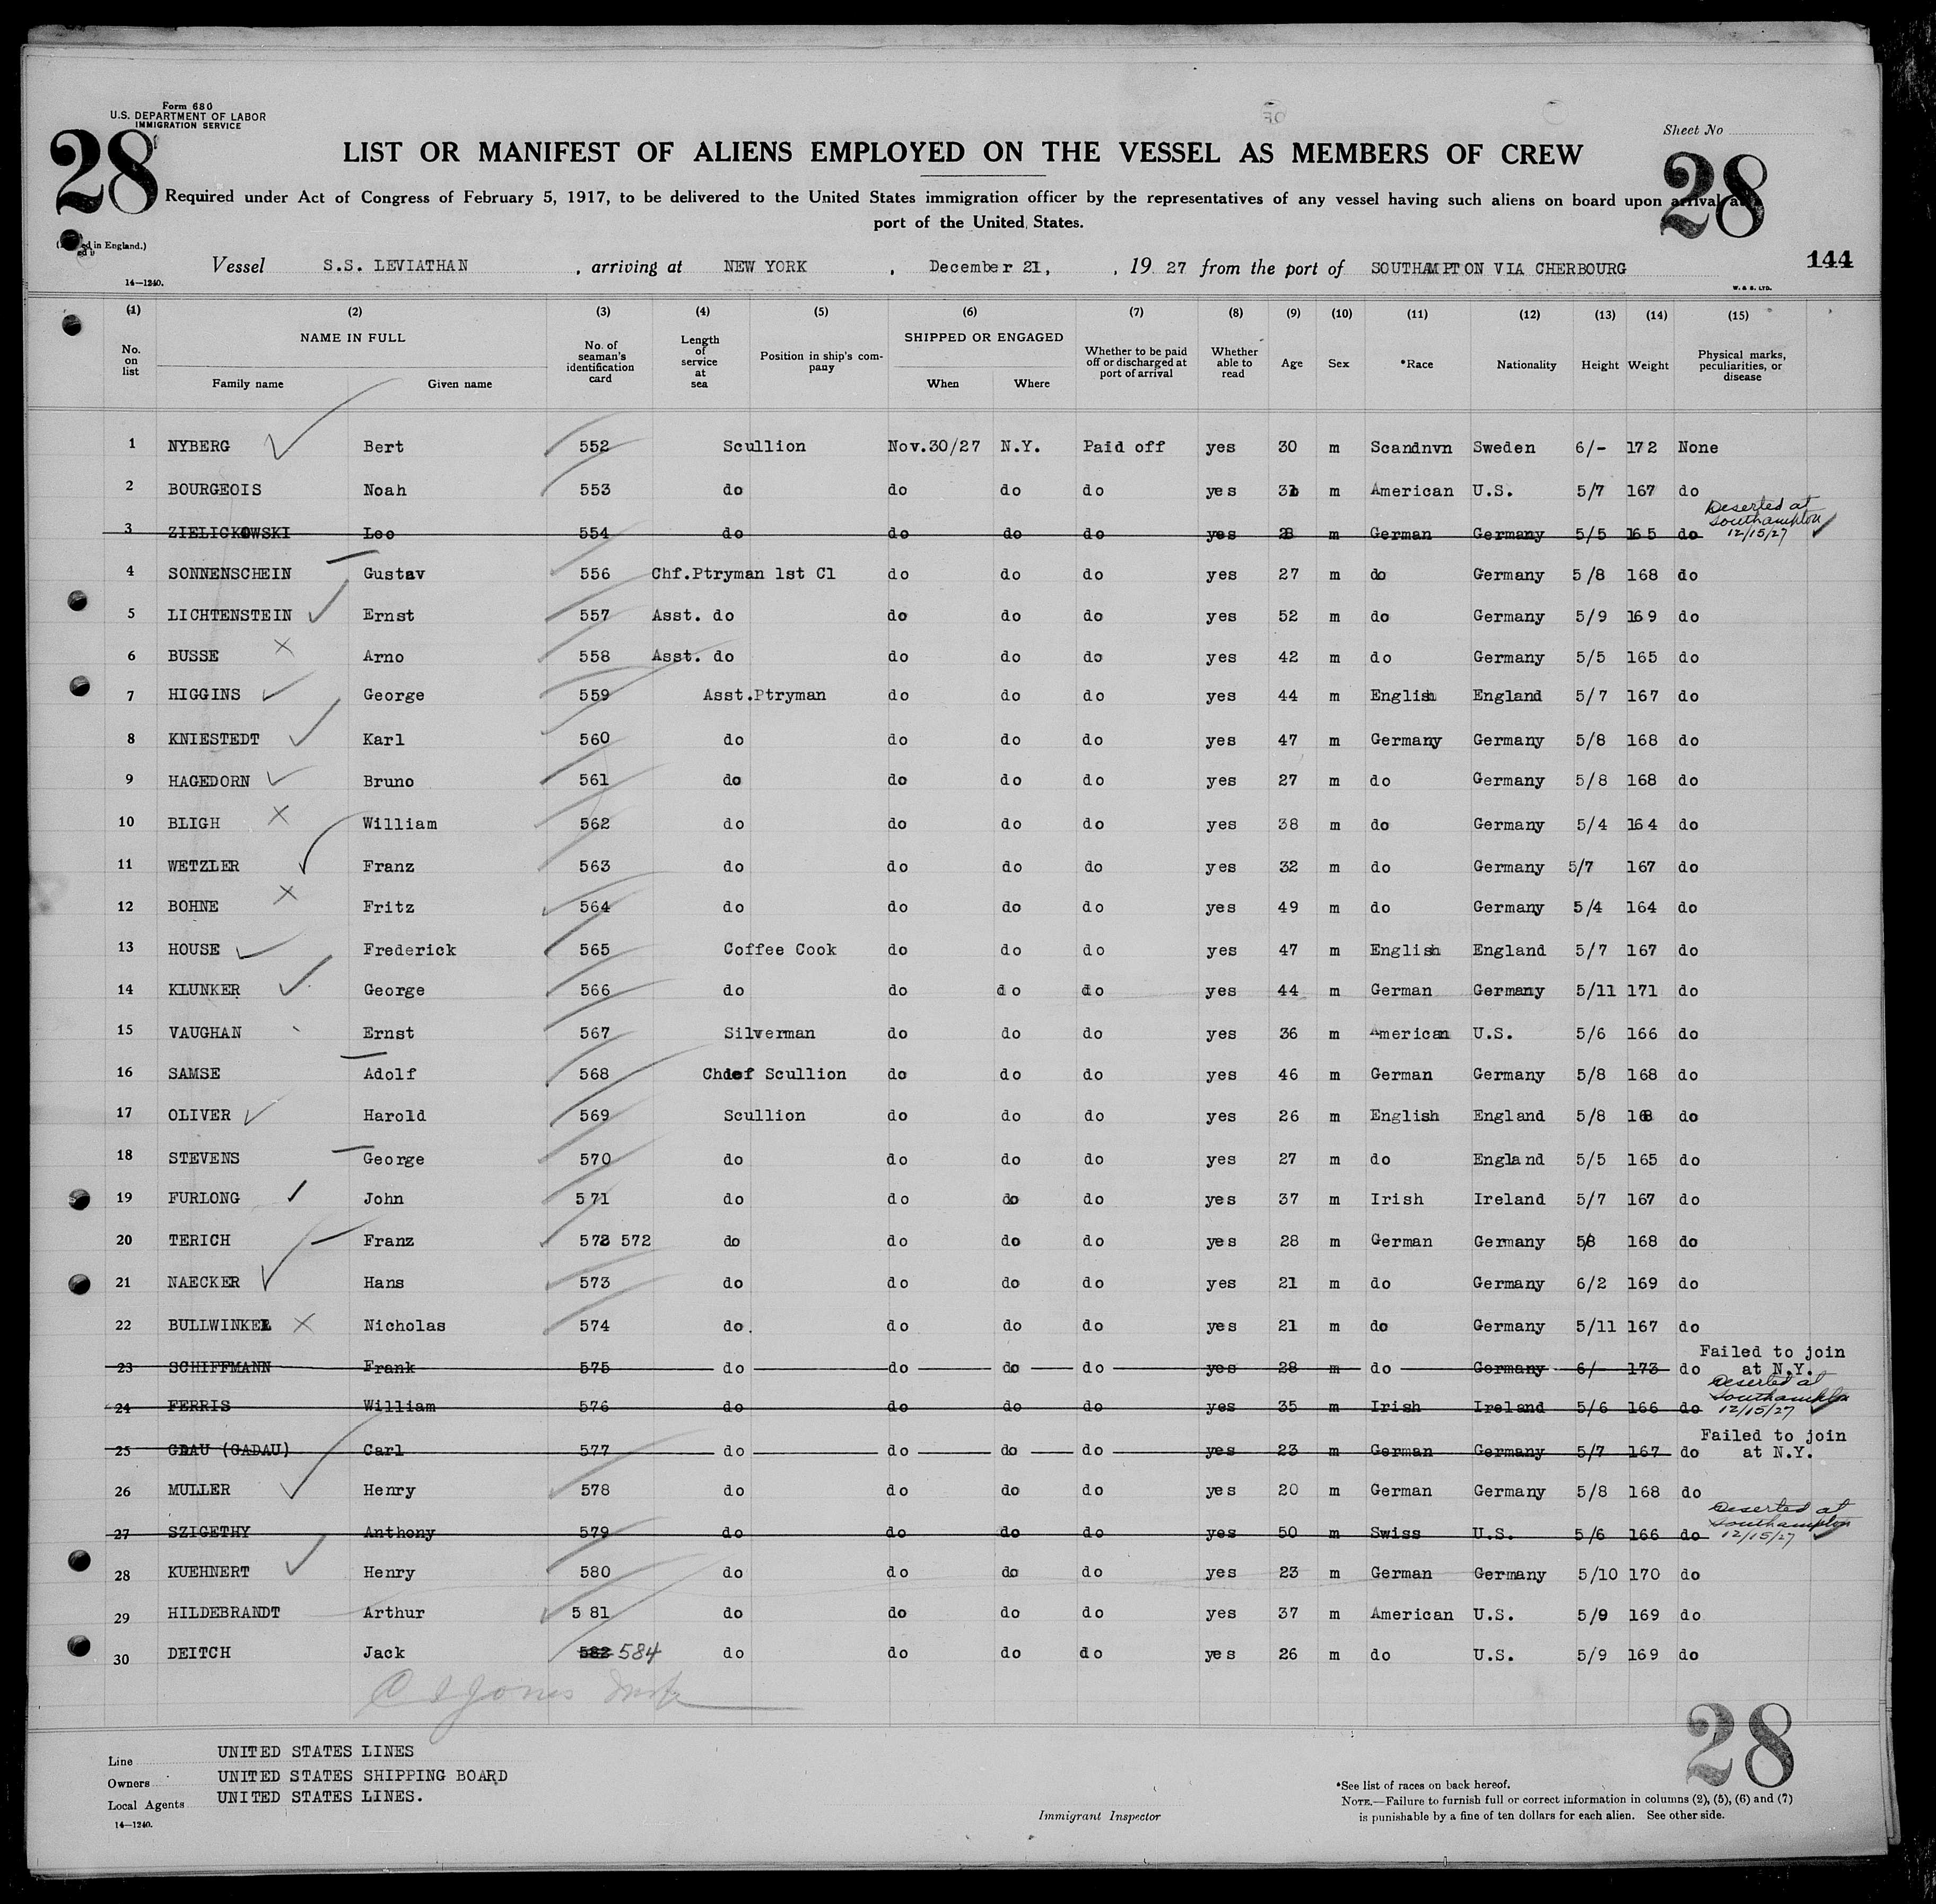 Form 680
U.S. DEPARTMENT OF LABOR
IMMIGRATION SERVICE
28
Sheet No
28
LIST OR MANIFEST OF ALIENS EMPLOYED ON THE VESSEL AS MEMBERS OF CREW
Required under Act of Congress of February 5, 1917, to be delivered to the United States immigration officer by the representatives of any vessel having such aliens on board upon arrival at
port of the United States.
ed in England.)
14—1240.
Vessel S.S. LEVIATHAN , arriving at NEW YORK , December 21, , 19 27 from the port of SOUTHAMPTON VIA CHERBOURG
144
W. & S. LTD.
(1) (2) (3) (4) (5) (6) (7) (8) (9) (10) (11) (12) (13) (14) (15)
No. on list NAME IN FULL Family name Given name No. of seaman's identification card Length of service at sea Position in ship's company SHIPPED OR ENGAGED When Where Whether to be paid off or discharged at port of arrival Whether able to read Age Sex *Race Nationality Height Weight Physical marks, peculiarities, or disease
1 NYBERG Bert 552 Scullion Nov.30/27 N.Y. Paid off yes 30 m Scandnvn Sweden 6/- 172 None
2 BOURGEOIS Noah 553 do do do do yes m American U.S. 5/7 167 do
3 ZIELICKOWSKI Leo 554 do do do do yes 28 m German Germany 5/5 165 do Deserted at Southampton 12/15/27
4 SONNENSCHEIN Gustav 556 Chf.Ptryman 1st Cl do do do yes 27 m do Germany 5/8 168 do
5 LICHTENSTEIN Ernst 557 Asst. do do do do yes 52 m do Germany 5/9 169 do
6 BUSSE Arno 558 Asst. do do do do yes 42 m do Germany 5/5 165 do
7 HIGGINS George 559 Asst.Ptryman do do do yes 44 m English England 5/7 167 do
8 KNIESTEDT Karl 560 do do do do yes 47 m Germany Germany 5/8 168 do
9 HAGEDORN Bruno 561 do do do do yes 27 m do Germany 5/8 168 do
10 BLIGH William 562 do do do do yes 38 m do Germany 5/4 164 do
11 WETZLER Franz 563 do do do do yes 32 m do Germany 5/7 167 do
12 BOHNE Fritz 564 do do do do yes 49 m do Germany 5/4 164 do
13 HOUSE Frederick 565 Coffee Cook do do do yes 47 m English England 5/7 167 do
14 KLUNKER George 566 do do do do yes 44 m German Germany 5/11 171 do
15 VAUGHAN Ernst 567 Silverman do do do yes 36 m American U.S. 5/6 166 do
16 SAMSE Adolf 568 Chief Scullion do do do yes 46 m German Germany 5/8 168 do
17 OLIVER Harold 569 Scullion do do do yes 26 m English England 5/8 168 do
18 STEVENS George 570 do do do do yes 27 m do England 5/5 165 do
19 FURLONG John 571 do do do do yes 37 m Irish Ireland 5/7 167 do
20 TERICH Franz 572 do do do do yes 28 m German Germany 5/8 168 do
21 NAECKER Hans 573 do do do do yes 21 m do Germany 6/2 169 do
22 BULLWINKEL Nicholas 574 do do do do yes 21 m do Germany 5/11 167 do
23 SCHIFFMANN Frank 575 do do do do yes 28 m do Germany 6/- 173 do Failed to join at N.Y.
24 FERRIS William 576 do do do do yes 35 m Irish Ireland 5/6 166 do Deserted at Southampton 12/15/27
25 GDAU (GADAU) Carl 577 do do do do yes 23 m German Germany 5/7 167 do Failed to join at N.Y.
26 MULLER Henry 578 do do do do yes 20 m German Germany 5/8 168 do
27 SZIGETHY Anthony 579 do do do do yes 50 m Swiss U.S. 5/6 166 do Deserted at Southampton 12/15/27
28 KUEHNERT Henry 580 do do do do yes 23 m German Germany 5/10 170 do
29 HILDEBRANDT Arthur 581 do do do do yes 37 m American U.S. 5/9 169 do
30 DEITCH Jack 582 584 do do do do yes 26 m do U.S. 5/9 169 do
Jones
28
Line UNITED STATES LINES
Owners UNITED STATES SHIPPING BOARD
Local Agents UNITED STATES LINES.
14—1240.
Immigrant Inspector
*See list of races on back hereof.
NOTE.—Failure to furnish full or correct information in columns (2), (5), (6) and (7)
is punishable by a fine of ten dollars for each alien. See other side.